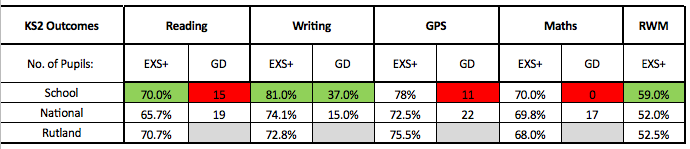 KS2 Outcomes Reading Writing GPS Maths RWM
No. of Pupils: EXS+ GD EXS+ GD EXS+ GD EXS+ GD EXS+
School 70.0% 15 81.0% 37.0% 78% 11 70.0% 0 59.0%
National 65.7% 19 74.1% 15.0% 72.5% 22 69.8% 17 52.0%
Rutland 70.7% 72.8% 75.5% 68.0% 52.5%